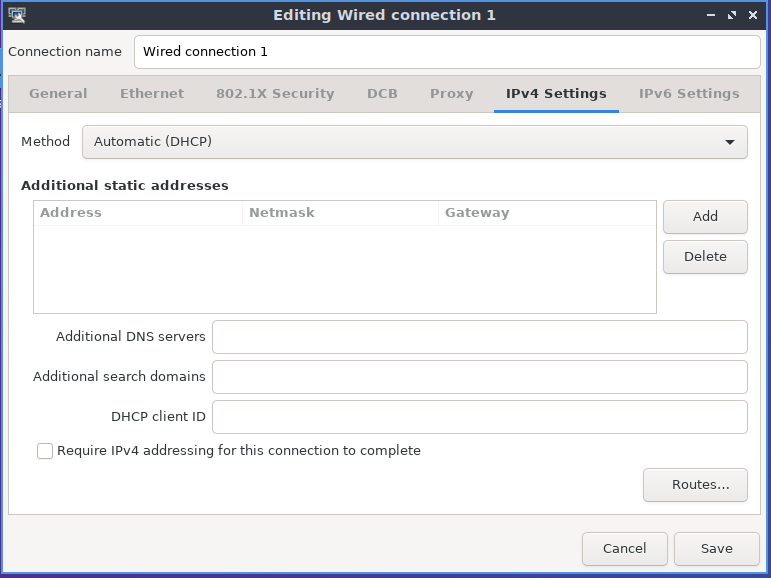 Editing Wired connection 1
Connection name Wired connection 1
General Ethernet 802.1X Security DCB Proxy IPv4 Settings IPv6 Settings
Method Automatic (DHCP)
Additional static addresses
Address Netmask Gateway
Add
Delete
Additional DNS servers
Additional search domains
DHCP client ID
Require IPv4 addressing for this connection to complete
Routes...
Cancel Save